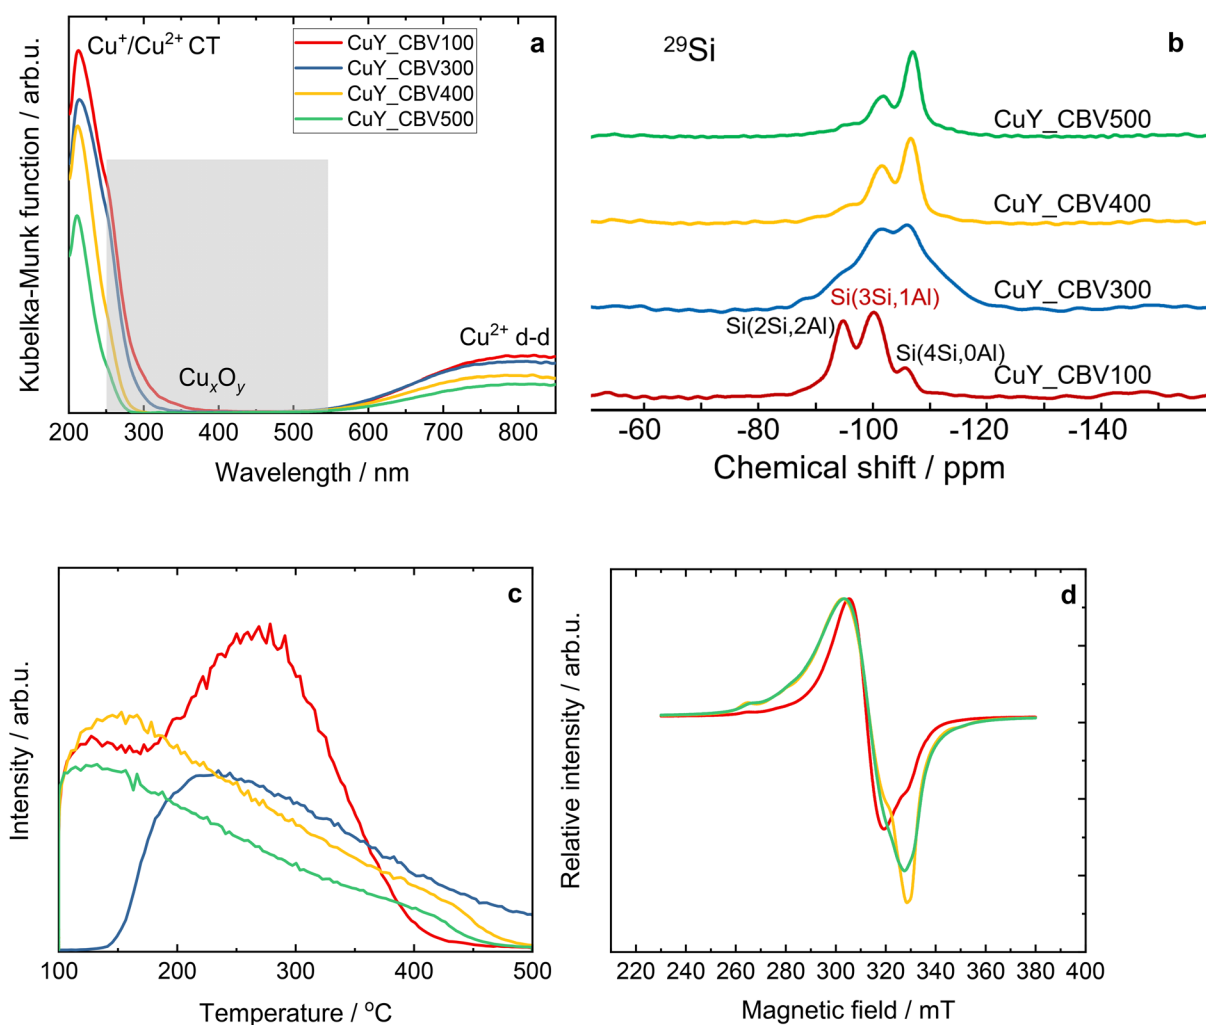 a
Cu⁺/Cu²⁺ CT
CuY_CBV100
CuY_CBV300
CuY_CBV400
CuY_CBV500
CuₓOᵧ
Cu²⁺ d-d
Kubelka-Munk function / arb.u.
200 300 400 500 600 700 800
Wavelength / nm
b
²⁹Si
CuY_CBV500
CuY_CBV400
CuY_CBV300
Si(3Si,1Al)
Si(2Si,2Al)
Si(4Si,0Al)
CuY_CBV100
-60 -80 -100 -120 -140
Chemical shift / ppm
c
Intensity / arb.u.
100 200 300 400 500
Temperature / °C
d
Relative intensity / arb.u.
220 240 260 280 300 320 340 360 380 400
Magnetic field / mT